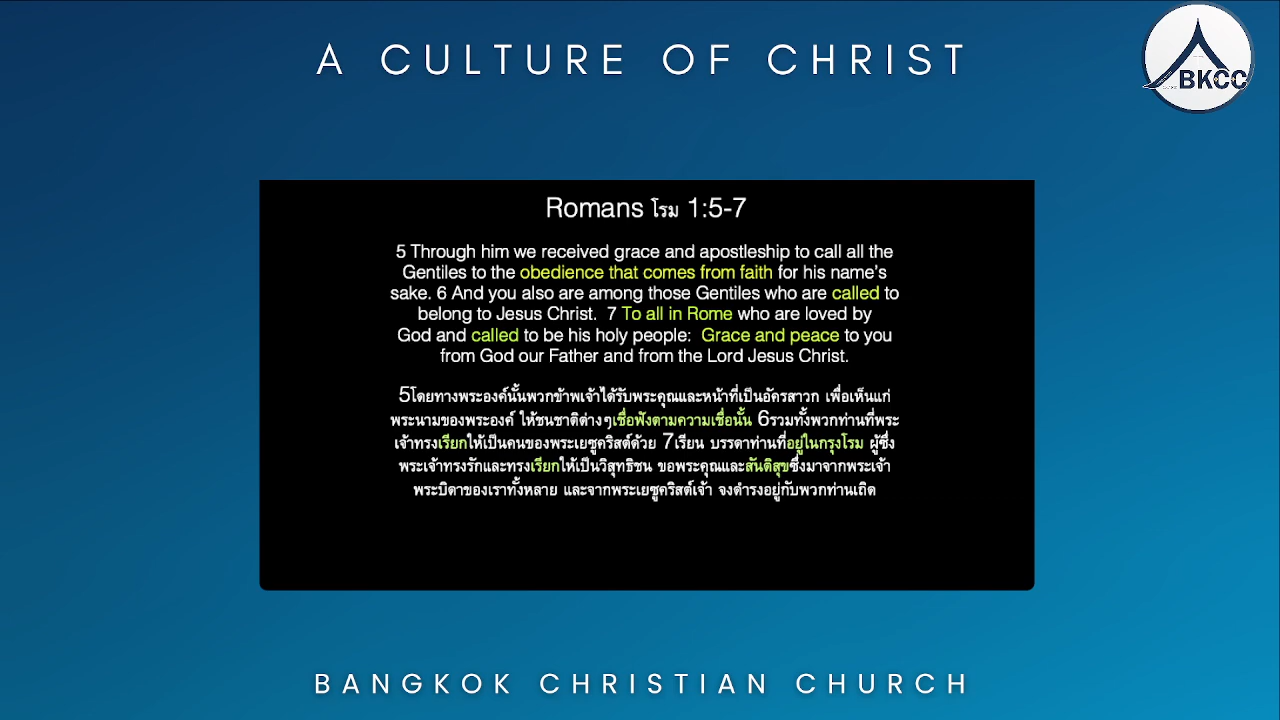 A CULTURE OF CHRIST
BKCC
Romans โรม 1:5-7
5 Through him we received grace and apostleship to call all the
Gentiles to the obedience that comes from faith for his name's
sake. 6 And you also are among those Gentiles who are called to
belong to Jesus Christ. 7 To all in Rome who are loved by
God and called to be his holy people: Grace and peace to you
from God our Father and from the Lord Jesus Christ.
5โดยทางพระองค์นั้นพวกข้าพเจ้าได้รับพระคุณและหน้าที่เป็นอัครสาวก เพื่อเห็นแก่
พระนามของพระองค์ ให้ชนชาติต่างๆเชื่อฟังตามความเชื่อนั้น 6รวมทั้งพวกท่านที่พระ
เจ้าทรงเรียกให้เป็นคนของพระเยซูคริสต์ด้วย 7เรียน บรรดาท่านที่อยู่ในกรุงโรม ผู้ซึ่ง
พระเจ้าทรงรักและทรงเรียกให้เป็นวิสุทธิชน ขอพระคุณและสันติสุขซึ่งมาจากพระเจ้า
พระบิดาของเราทั้งหลาย และจากพระเยซูคริสต์เจ้า จงดำรงอยู่กับพวกท่านเถิด
BANGKOK CHRISTIAN CHURCH